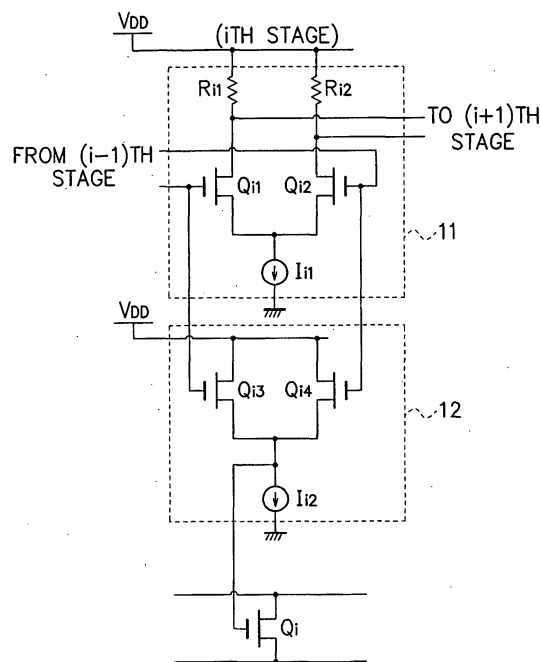 VDD
(iTH STAGE)
Ri1
Ri2
TO (i+1)TH
STAGE
FROM (i-1)TH
STAGE
Qi1
Qi2
11
Ii1
VDD
Qi3
Qi4
12
Ii2
Qi